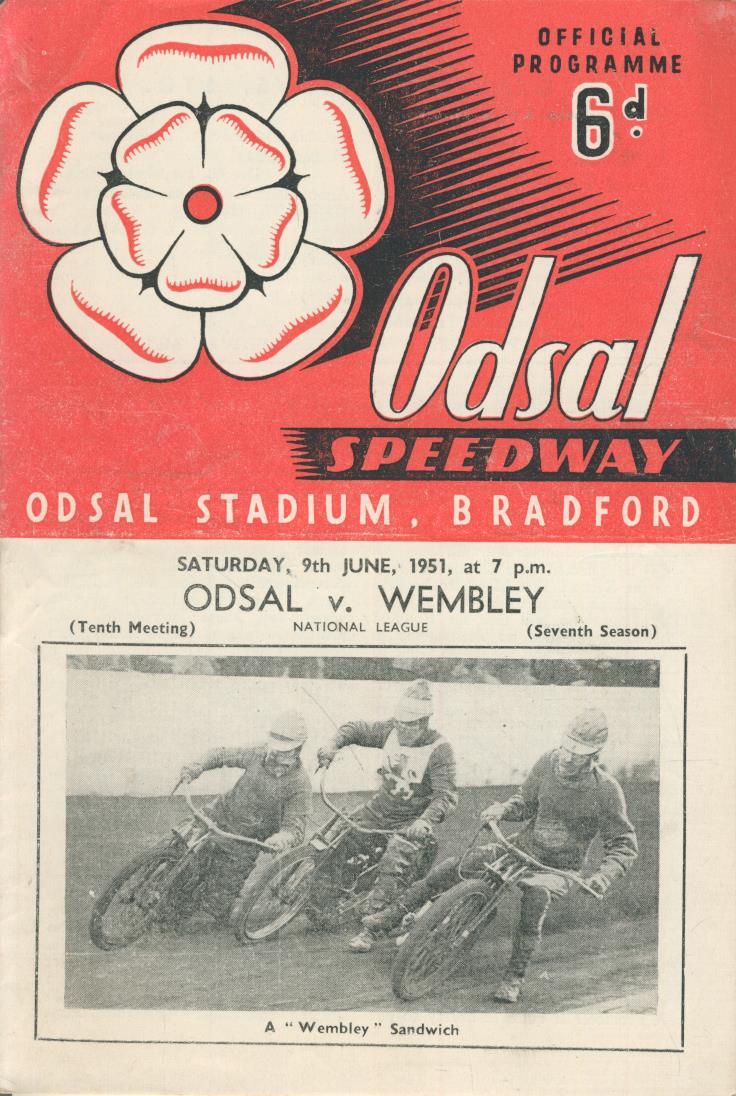 OFFICIAL
PROGRAMME
6d.
Odsal
SPEEDWAY
ODSAL STADIUM, BRADFORD
SATURDAY, 9th JUNE, 1951, at 7 p.m.
ODSAL v. WEMBLEY
(Tenth Meeting) NATIONAL LEAGUE (Seventh Season)
A "Wembley" Sandwich